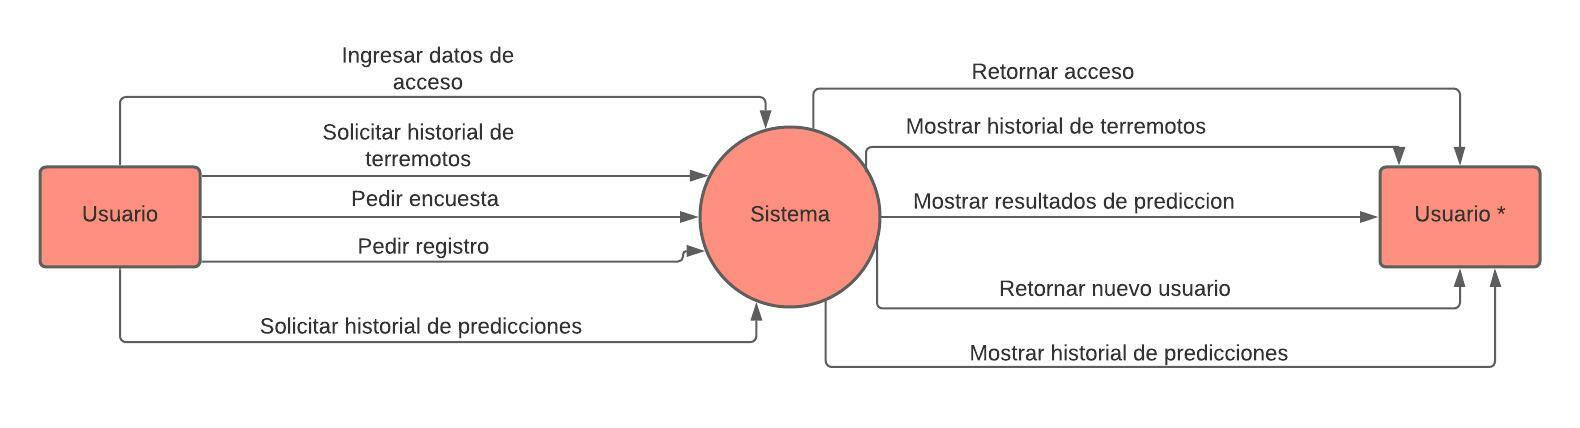 Ingresar datos de
acceso
Solicitar historial de
terremotos
Pedir encuesta
Pedir registro
Solicitar historial de predicciones
Usuario
Sistema
Retornar acceso
Mostrar historial de terremotos
Mostrar resultados de prediccion
Retornar nuevo usuario
Mostrar historial de predicciones
Usuario *